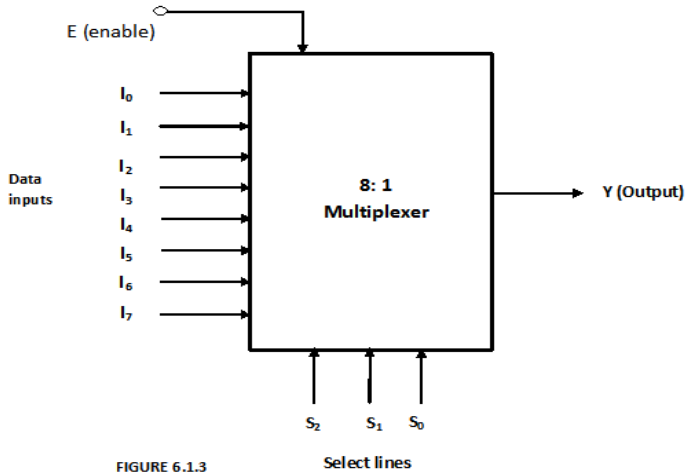 E (enable)
I₀
I₁
I₂
I₃
I₄
I₅
I₆
I₇
Data
inputs
8: 1
Multiplexer
Y (Output)
S₂ S₁ S₀
Select lines
FIGURE 6.1.3